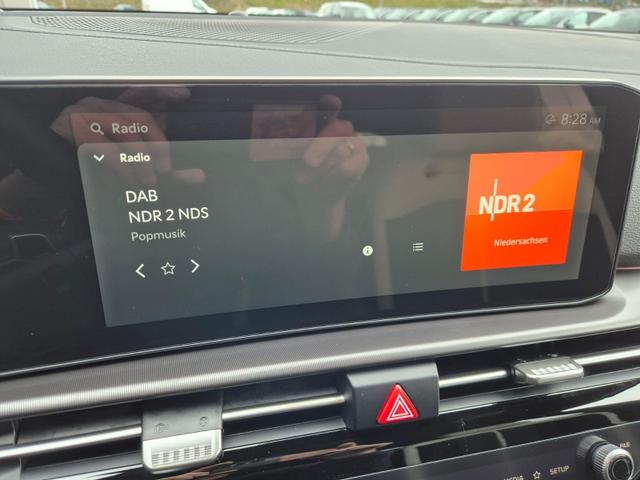 Radio
8:28 AM
Radio
DAB
NDR 2 NDS
Popmusik
NDR 2
Niedersachsen
SETUP